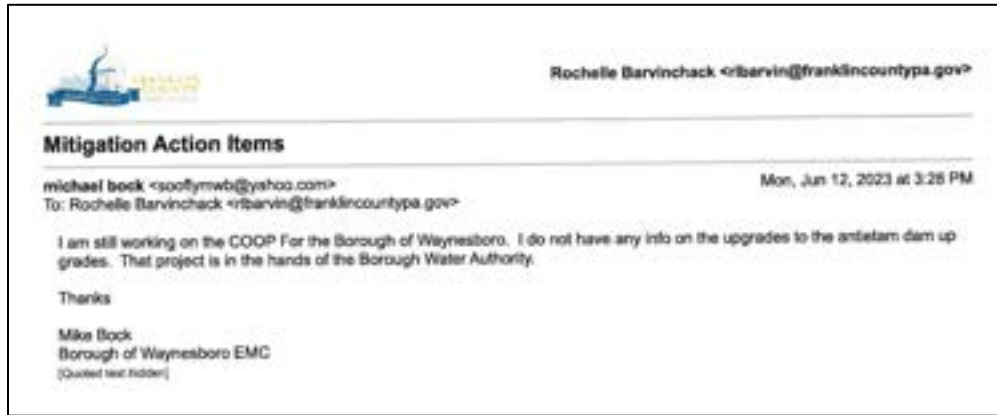 Rochelle Barvinchack <rlbarvin@franklincountypa.gov>
Mitigation Action Items
michael bock <sooflymwb@yahoo.com>
Mon, Jun 12, 2023 at 3:28 PM
To: Rochelle Barvinchack <rlbarvin@franklincountypa.gov>
I am still working on the COOP For the Borough of Waynesboro. I do not have any info on the upgrades to the antietam dam up
grades. That project is in the hands of the Borough Water Authority.
Thanks
Mike Bock
Borough of Waynesboro EMC
[Quoted text hidden]